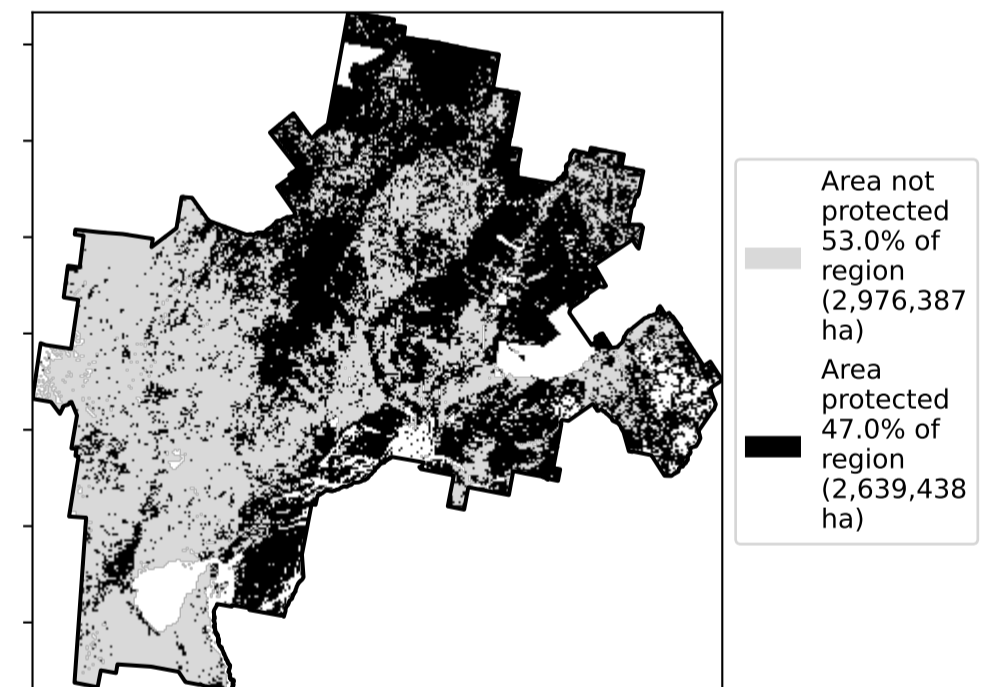 Area not
protected
53.0% of
region
(2,976,387
ha)
Area
protected
47.0% of
region
(2,639,438
ha)